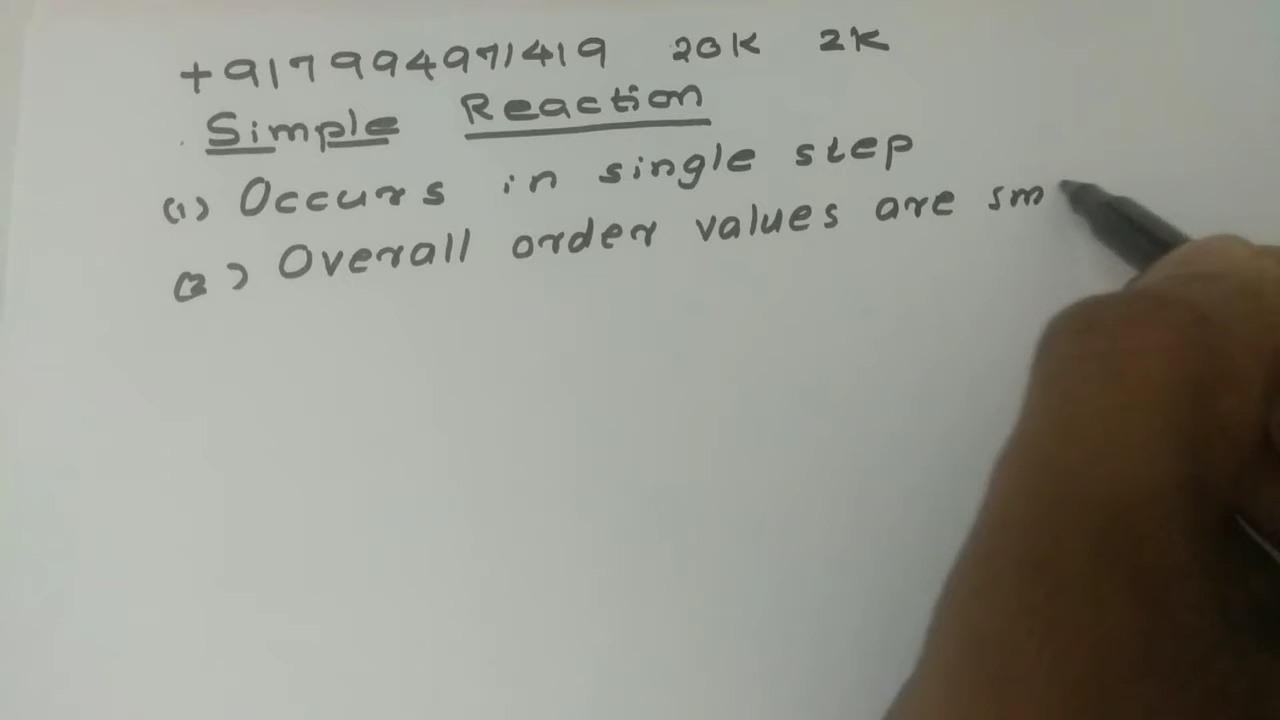 +917994971419 20K 2K
Simple Reaction
(1) Occurs in single step
(2) Overall order values are sm